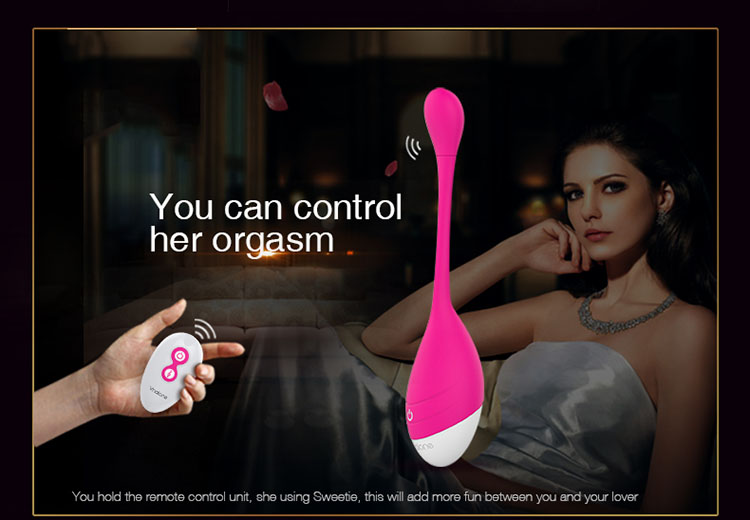 You can control
her orgasm
You hold the remote control unit, she using Sweetie, this will add more fun between you and your lover